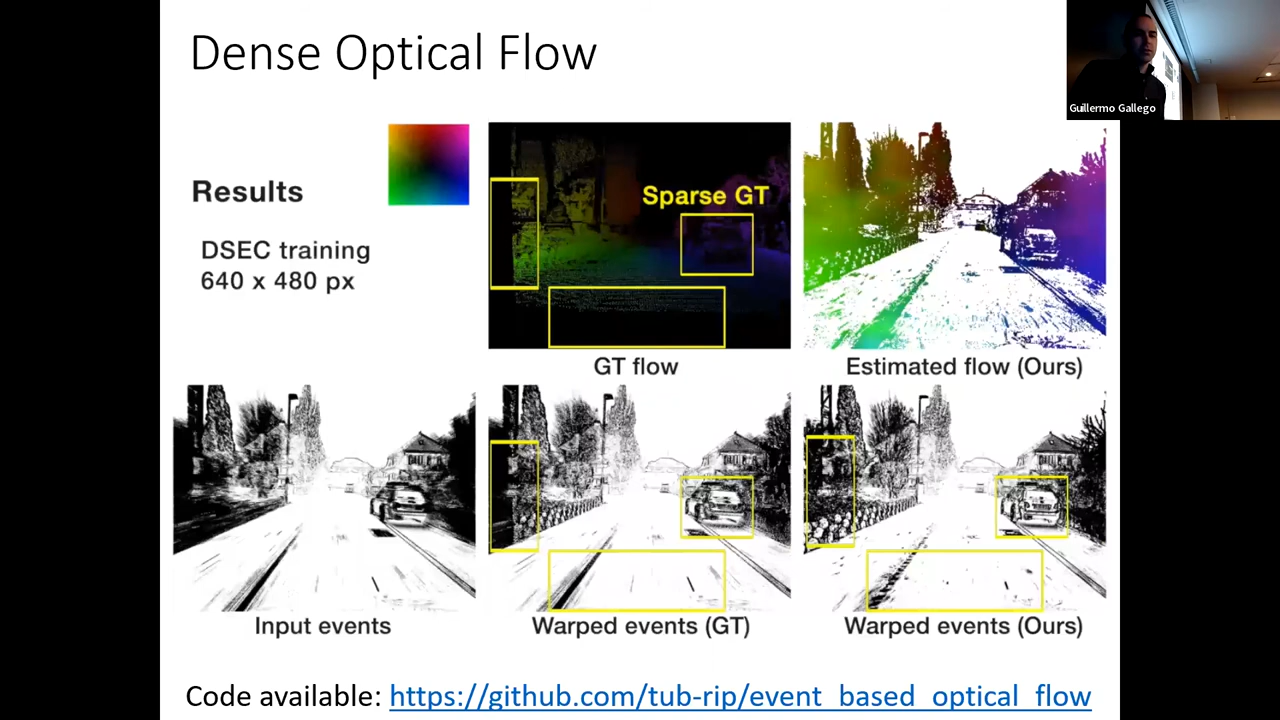 Dense Optical Flow
Guillermo Gallego
Results
DSEC training
640 x 480 px
Sparse GT
GT flow
Estimated flow (Ours)
Input events
Warped events (GT)
Warped events (Ours)
Code available: https://github.com/tub-rip/event_based_optical_flow